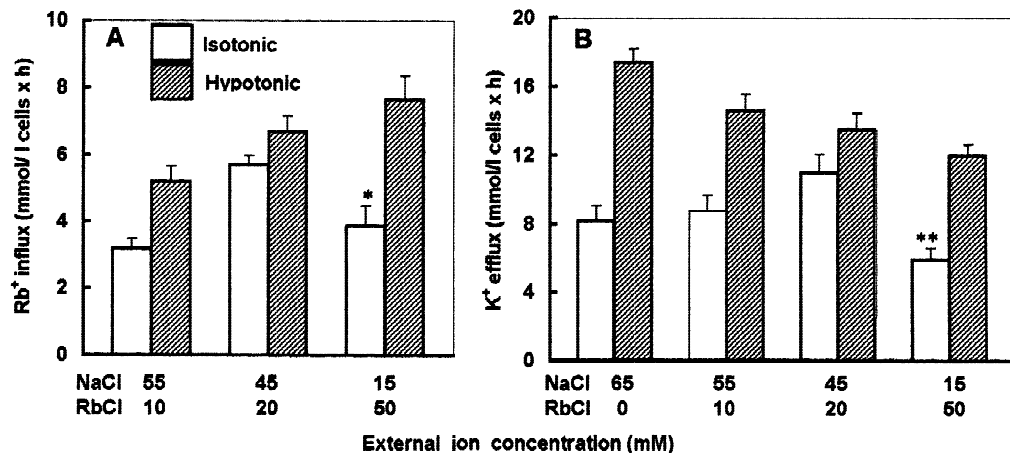 A
Isotonic
Hypotonic
Rb+ influx (mmol/ l cells x h)
10
8
6
4
2
0
*
NaCl 55 45 15
RbCl 10 20 50
B
K+ efflux (mmol/l cells x h)
20
16
12
8
4
0
**
NaCl 65 55 45 15
RbCl 0 10 20 50
External ion concentration (mM)